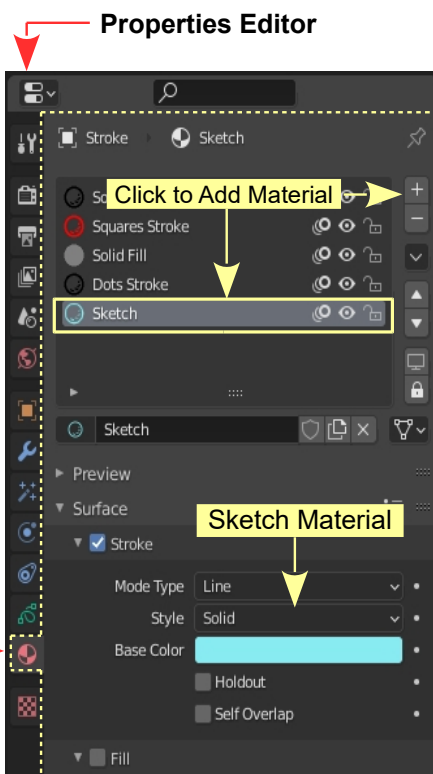 Properties Editor
Stroke Sketch
So
Click to Add Material
Squares Stroke
Solid Fill
Dots Stroke
Sketch
Sketch
Preview
Surface
Sketch Material
Stroke
Mode Type Line
Style Solid
Base Color
Holdout
Self Overlap
Fill